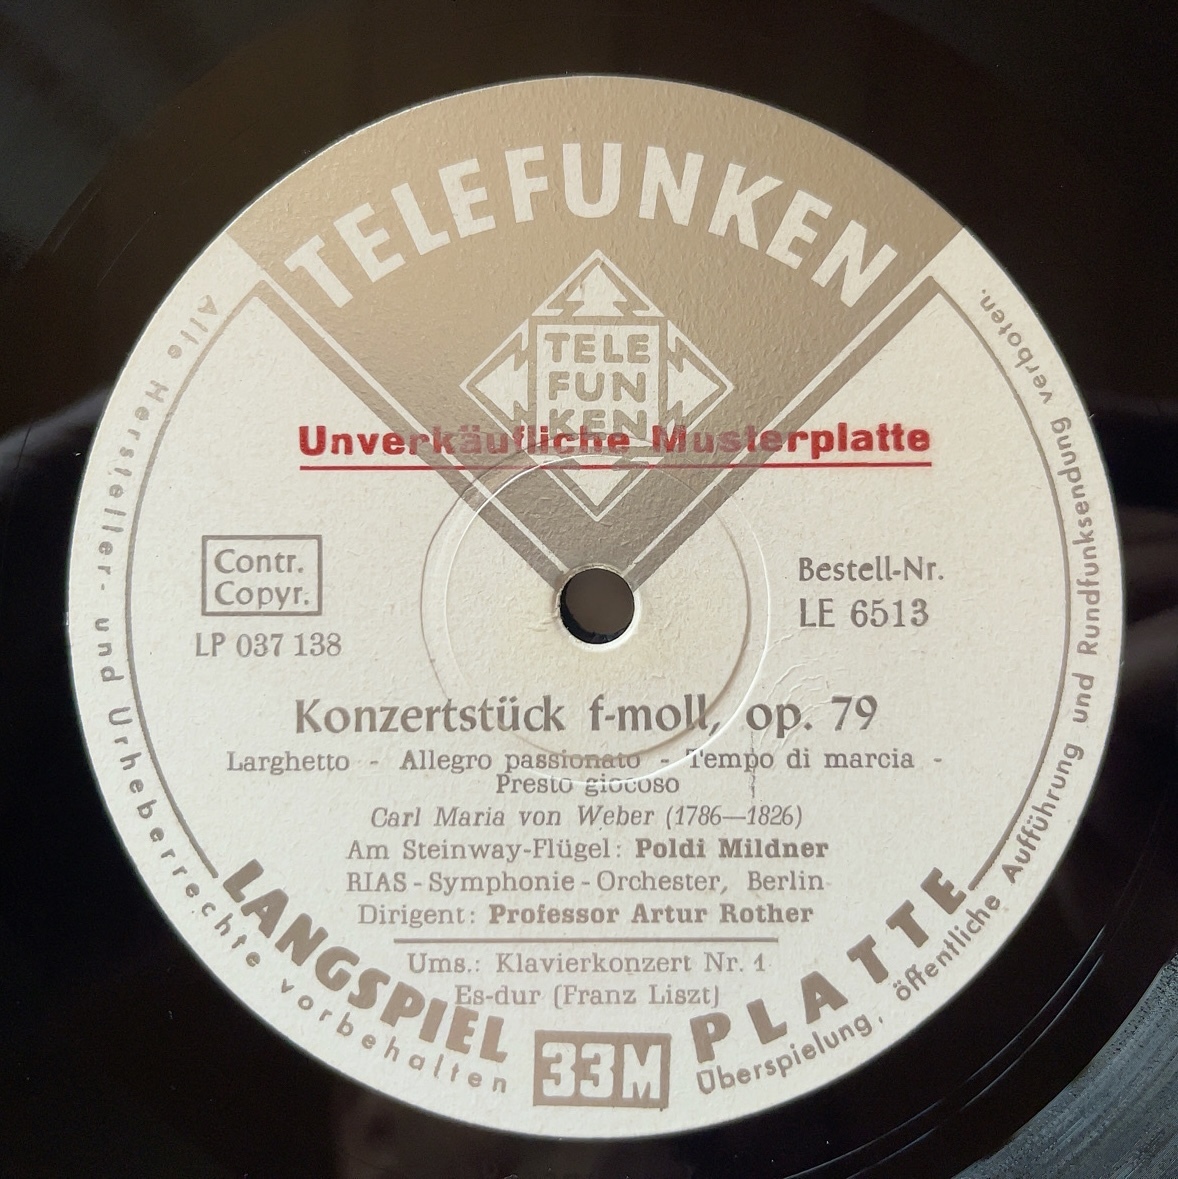 TELEFUNKEN
TELE
FUN
KEN
Unverkäufliche Musterplatte
Contr.
Copyr.
LP 037 138
Bestell-Nr.
LE 6513
Konzertstück f-moll, op. 79
Larghetto - Allegro passionato - Tempo di marcia -
Presto giocoso
Carl Maria von Weber (1786—1826)
Am Steinway-Flügel: Poldi Mildner
RIAS-Symphonie-Orchester, Berlin
Dirigent: Professor Artur Rother
Ums.: Klavierkonzert Nr. 1
Es-dur (Franz Liszt)
LANGSPIEL PLATTE
33M
Alle Hersteller- und Urheberrechte vorbehalten
Überspielung, öffentliche Aufführung und Rundfunksendung verboten.